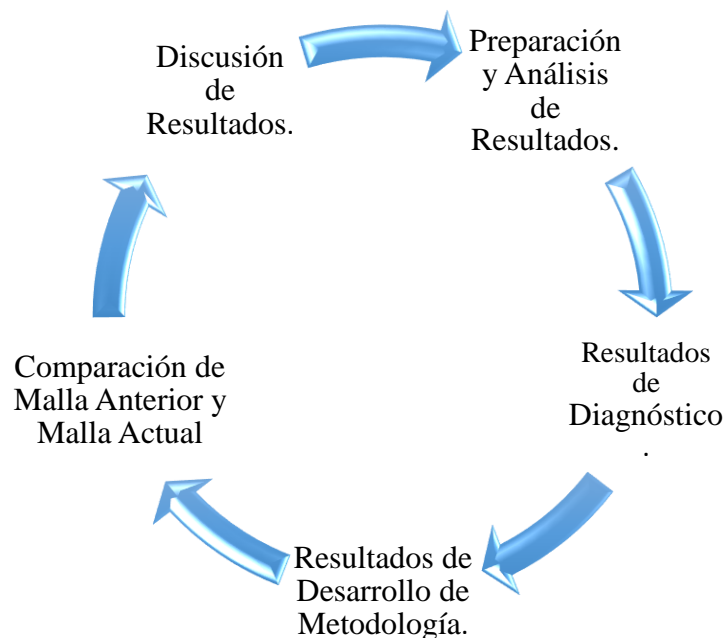 Preparación
y Análisis
de
Resultados.
Resultados
de
Diagnóstico
.
Resultados de
Desarrollo de
Metodología.
Comparación de
Malla Anterior y
Malla Actual
Discusión
de
Resultados.